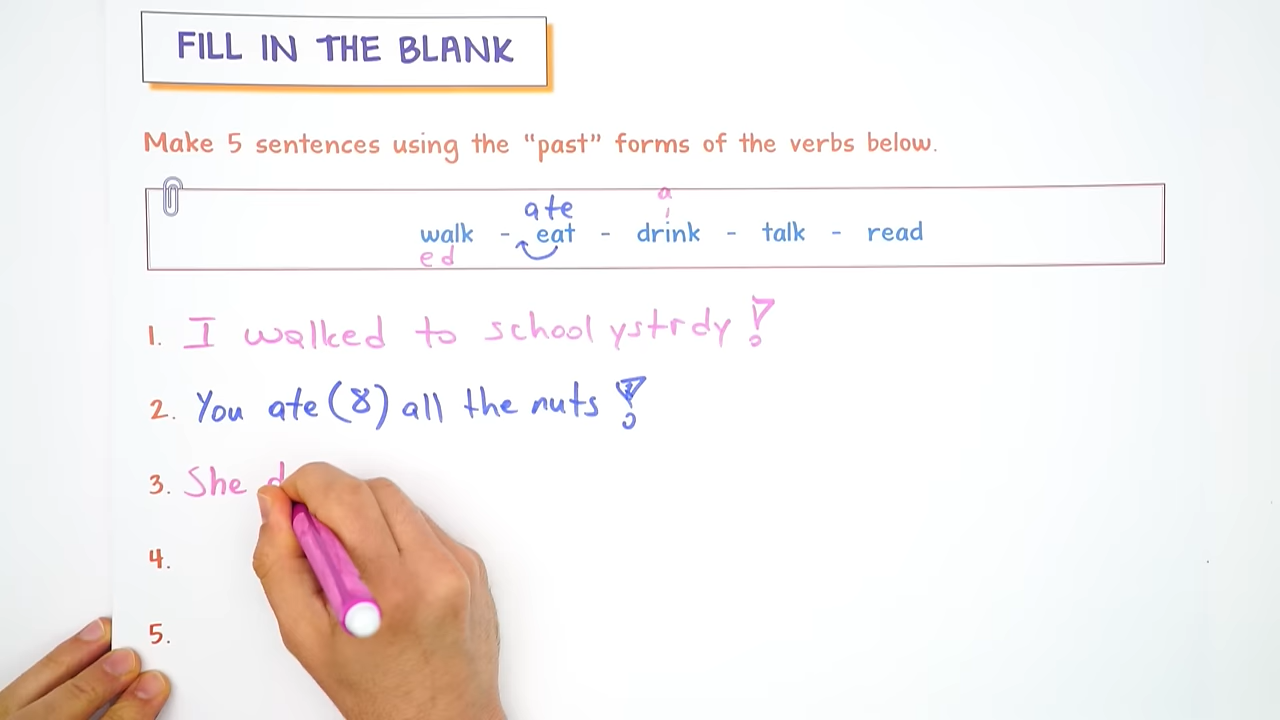 FILL IN THE BLANK
Make 5 sentences using the "past" forms of the verbs below.
ate a
walk - eat - drink - talk - read
ed
1. I walked to school ystrdy !
2. You ate (8) all the nuts !
3. She d
4.
5.